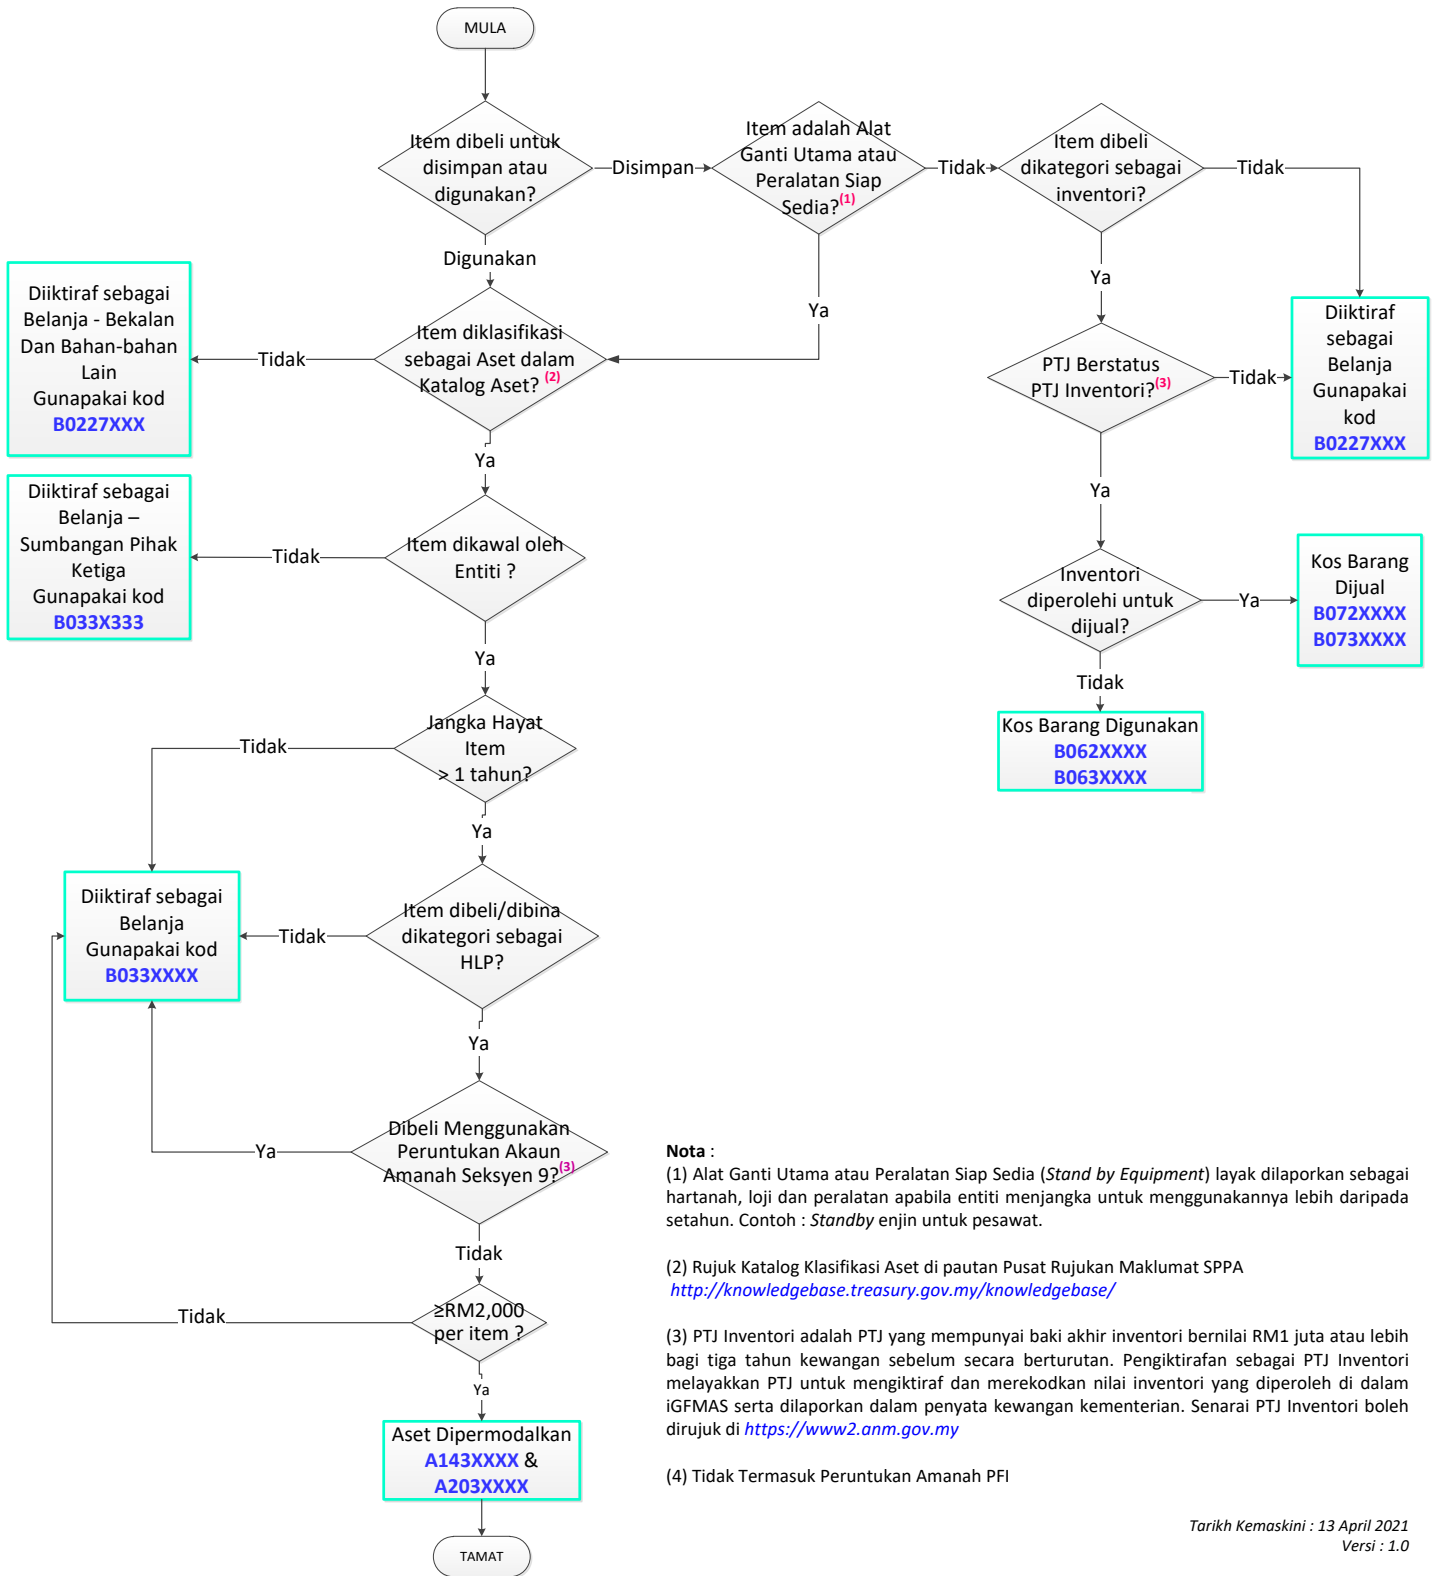 MULA
Item dibeli untuk
disimpan atau
digunakan?
Disimpan
Item adalah Alat
Ganti Utama atau
Peralatan Siap
Sedia?(1)
Tidak
Item dibeli
dikategori sebagai
inventori?
Tidak
Digunakan
Ya
Ya
Diiktiraf sebagai
Belanja - Bekalan
Dan Bahan-bahan
Lain
Gunapakai kod
B0227XXX
Tidak
Item diklasifikasi
sebagai Aset dalam
Katalog Aset? (2)
PTJ Berstatus
PTJ Inventori?(3)
Tidak
Diiktiraf
sebagai
Belanja
Gunapakai
kod
B0227XXX
Ya
Ya
Diiktiraf sebagai
Belanja –
Sumbangan Pihak
Ketiga
Gunapakai kod
B033X333
Tidak
Item dikawal oleh
Entiti ?
Inventori
diperolehi untuk
dijual?
Ya
Kos Barang
Dijual
B072XXXX
B073XXXX
Ya
Tidak
Kos Barang Digunakan
B062XXXX
B063XXXX
Tidak
Jangka Hayat
Item
> 1 tahun?
Ya
Diiktiraf sebagai
Belanja
Gunapakai kod
B033XXXX
Tidak
Item dibeli/dibina
dikategori sebagai
HLP?
Ya
Ya
Dibeli Menggunakan
Peruntukan Akaun
Amanah Seksyen 9?(3)
Tidak
Tidak
≥RM2,000
per item ?
Ya
Aset Dipermodalkan
A143XXXX &
A203XXXX
TAMAT
Nota :
(1) Alat Ganti Utama atau Peralatan Siap Sedia (Stand by Equipment) layak dilaporkan sebagai
hartanah, loji dan peralatan apabila entiti menjangka untuk menggunakannya lebih daripada
setahun. Contoh : Standby enjin untuk pesawat.
(2) Rujuk Katalog Klasifikasi Aset di pautan Pusat Rujukan Maklumat SPPA
http://knowledgebase.treasury.gov.my/knowledgebase/
(3) PTJ Inventori adalah PTJ yang mempunyai baki akhir inventori bernilai RM1 juta atau lebih
bagi tiga tahun kewangan sebelum secara berturutan. Pengiktirafan sebagai PTJ Inventori
melayakkan PTJ untuk mengiktiraf dan merekodkan nilai inventori yang diperoleh di dalam
iGFMAS serta dilaporkan dalam penyata kewangan kementerian. Senarai PTJ Inventori boleh
dirujuk di https://www2.anm.gov.my
(4) Tidak Termasuk Peruntukan Amanah PFI
Tarikh Kemaskini : 13 April 2021
Versi : 1.0